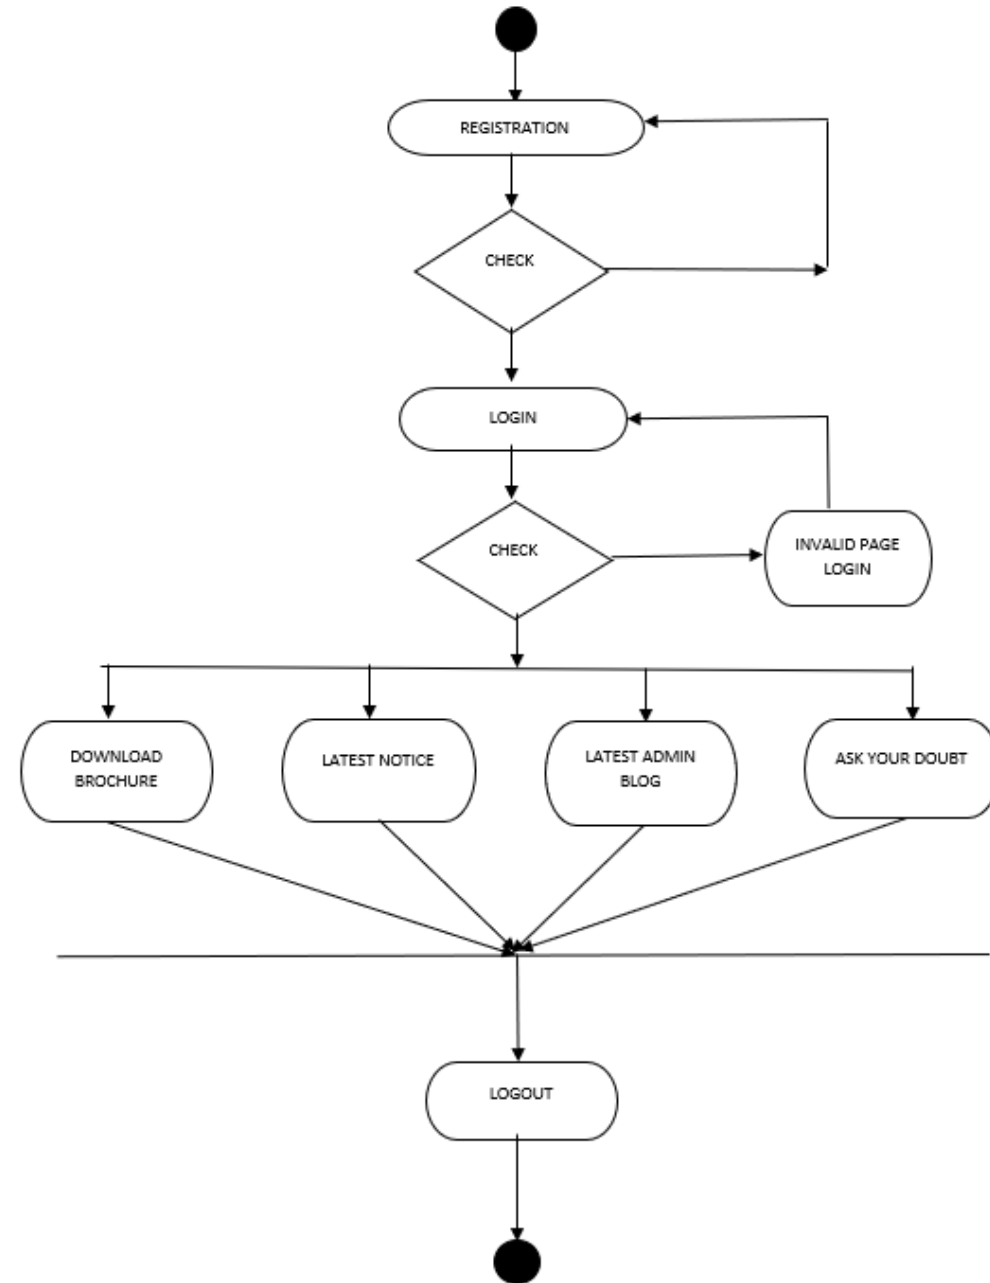 REGISTRATION
CHECK
LOGIN
CHECK
INVALID PAGE
LOGIN
DOWNLOAD
BROCHURE
LATEST NOTICE
LATEST ADMIN
BLOG
ASK YOUR DOUBT
LOGOUT